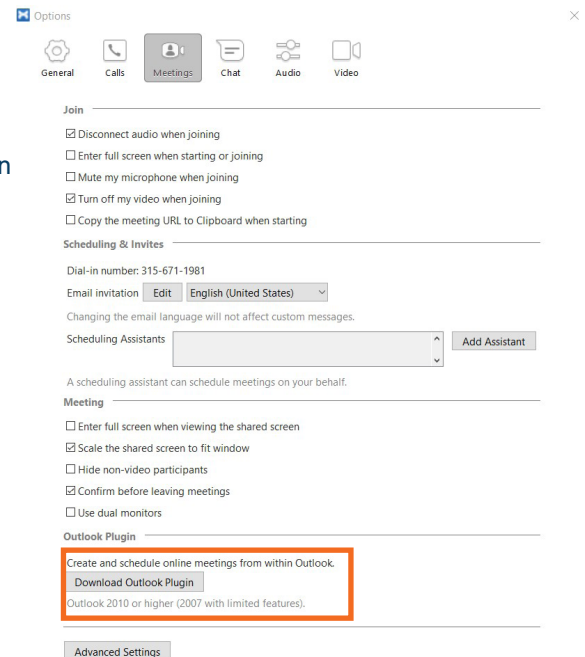 Options
General Calls Meetings Chat Audio Video
Join
Disconnect audio when joining
Enter full screen when starting or joining
n
Mute my microphone when joining
Turn off my video when joining
Copy the meeting URL to Clipboard when starting
Scheduling & Invites
Dial-in number: 315-671-1981
Email invitation Edit English (United States)
Changing the email language will not affect custom messages.
Scheduling Assistants Add Assistant
A scheduling assistant can schedule meetings on your behalf.
Meeting
Enter full screen when viewing the shared screen
Scale the shared screen to fit window
Hide non-video participants
Confirm before leaving meetings
Use dual monitors
Outlook Plugin
Create and schedule online meetings from within Outlook.
Download Outlook Plugin
Outlook 2010 or higher (2007 with limited features).
Advanced Settings